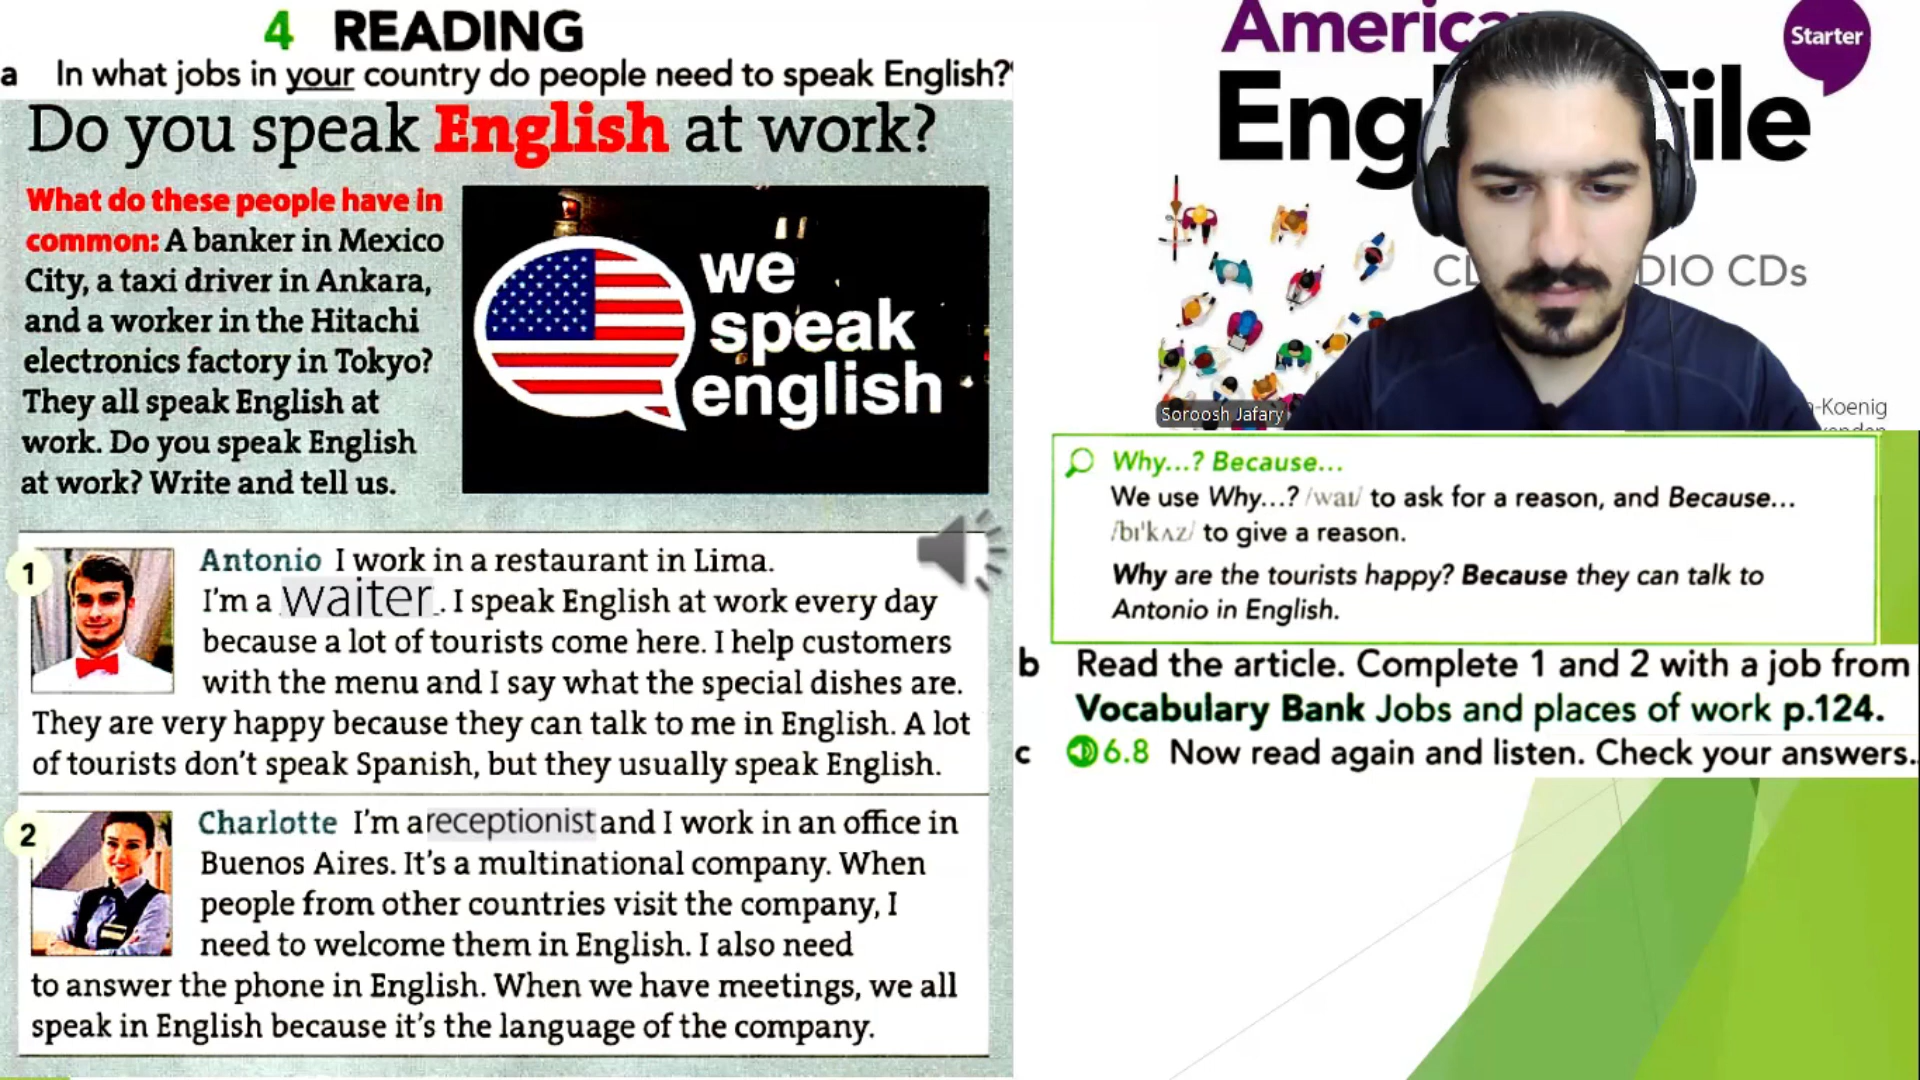 4 READING
a In what jobs in your country do people need to speak English?
Do you speak English at work?
What do these people have in
common: A banker in Mexico
City, a taxi driver in Ankara,
and a worker in the Hitachi
electronics factory in Tokyo?
They all speak English at
work. Do you speak English
at work? Write and tell us.
we
speak
english
1
Antonio I work in a restaurant in Lima.
I'm a waiter. I speak English at work every day
because a lot of tourists come here. I help customers
with the menu and I say what the special dishes are.
They are very happy because they can talk to me in English. A lot
of tourists don't speak Spanish, but they usually speak English.
2
Charlotte I'm a receptionist and I work in an office in
Buenos Aires. It's a multinational company. When
people from other countries visit the company, I
need to welcome them in English. I also need
to answer the phone in English. When we have meetings, we all
speak in English because it's the language of the company.
Starter
DIO CDs
-Koenig
Soroosh Jafary
Why...? Because...
We use Why...? /waɪ/ to ask for a reason, and Because...
/bɪˈkʌz/ to give a reason.
Why are the tourists happy? Because they can talk to
Antonio in English.
b Read the article. Complete 1 and 2 with a job from
Vocabulary Bank Jobs and places of work p.124.
c 6.8 Now read again and listen. Check your answers.